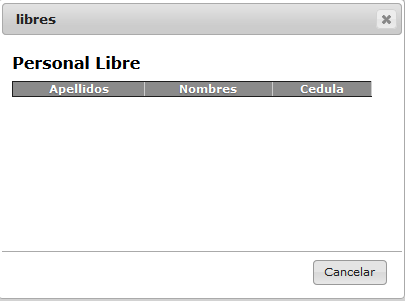 libres
Personal Libre
Apellidos Nombres Cedula
Cancelar